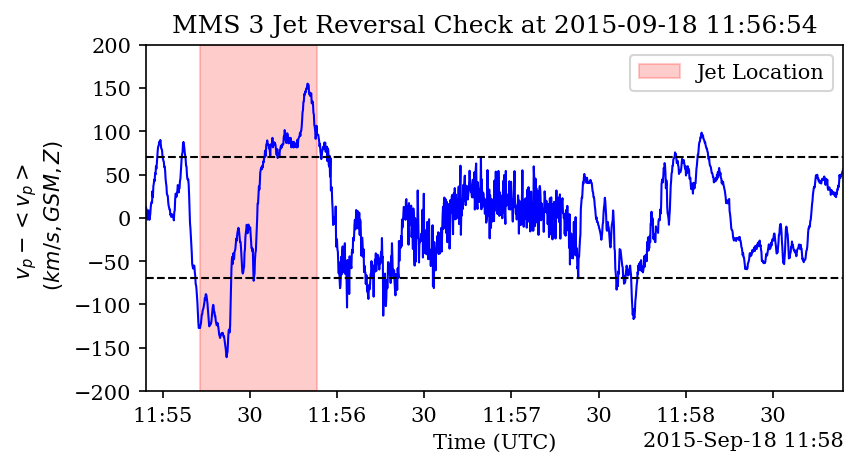 MMS 3 Jet Reversal Check at 2015-09-18 11:56:54
Jet Location
200
150
100
50
0
−50
−100
−150
−200
v_p − < v_p >
(km/s, GSM, Z)
11:55 30 11:56 30 11:57 30 11:58 30
Time (UTC)
2015-Sep-18 11:58